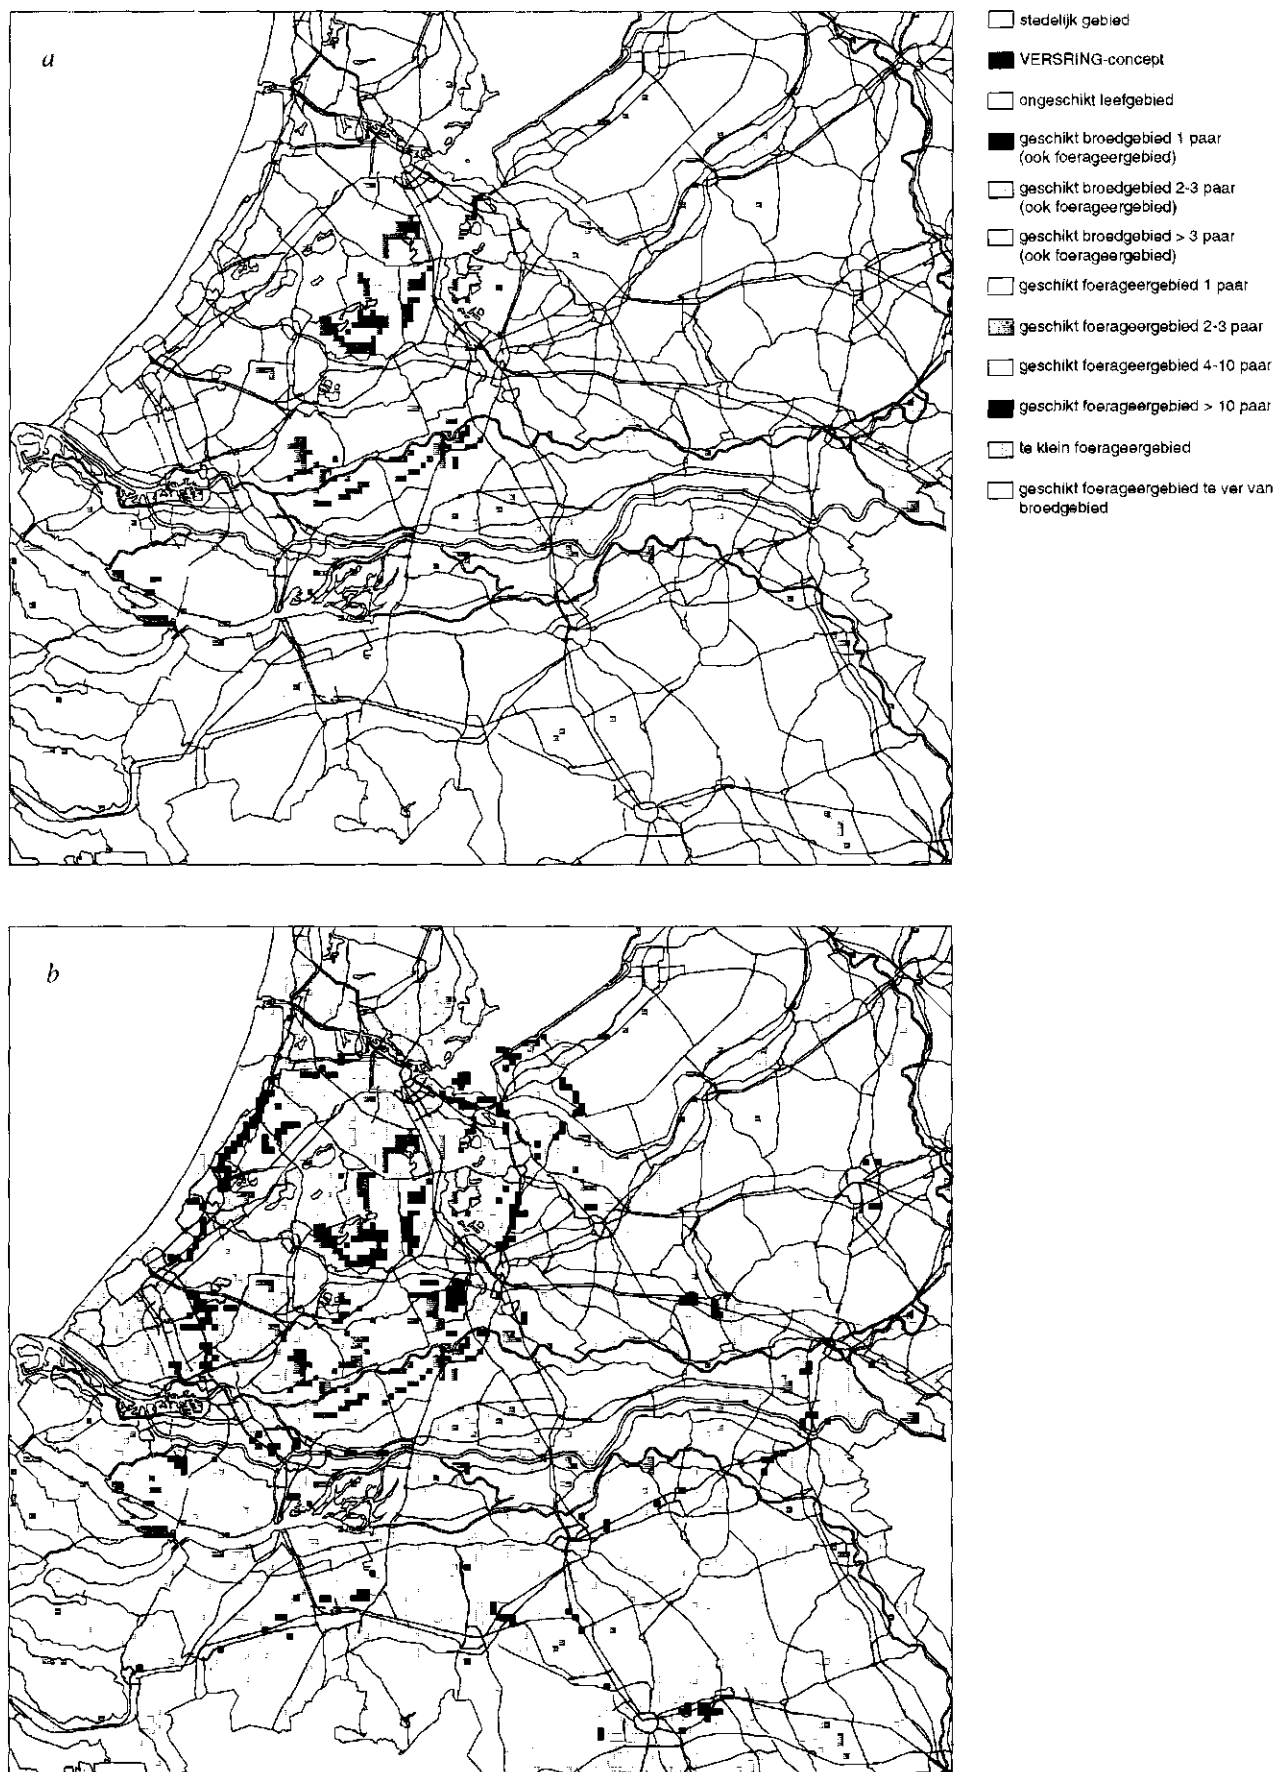 a
stedelijk gebied
VERSRING-concept
ongeschikt leefgebied
geschikt broedgebied 1 paar
(ook foerageergebied)
geschikt broedgebied 2-3 paar
(ook foerageergebied)
geschikt broedgebied > 3 paar
(ook foerageergebied)
geschikt foerageergebied 1 paar
geschikt foerageergebied 2-3 paar
geschikt foerageergebied 4-10 paar
geschikt foerageergebied > 10 paar
te klein foerageergebied
geschikt foerageergebied te ver van
broedgebied
b